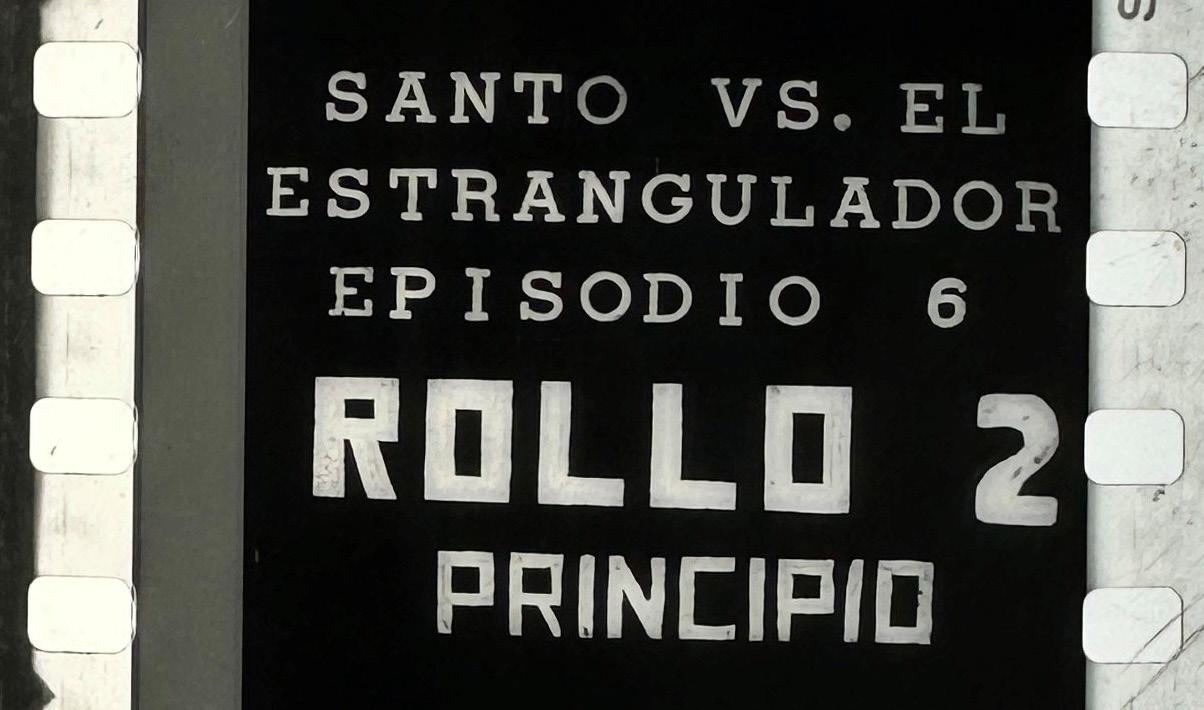 SANTO VS. EL
ESTRANGULADOR
EPISODIO 6
ROLLO 2
PRINCIPIO